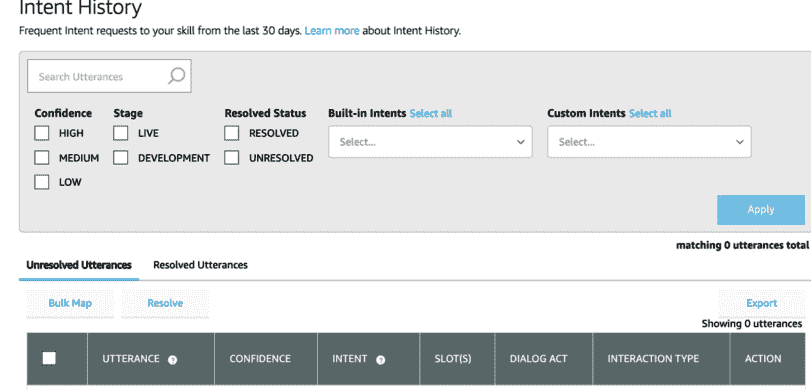 Intent History
Frequent Intent requests to your skill from the last 30 days. Learn more about Intent History.
Search Utterances
Confidence Stage Resolved Status Built-in Intents Select all Custom Intents Select all
HIGH LIVE RESOLVED Select... Select...
MEDIUM DEVELOPMENT UNRESOLVED
LOW
Apply
matching 0 utterances total
Unresolved Utterances Resolved Utterances
Bulk Map Resolve Export
Showing 0 utterances
UTTERANCE ? CONFIDENCE INTENT ? SLOT(S) DIALOG ACT INTERACTION TYPE ACTION